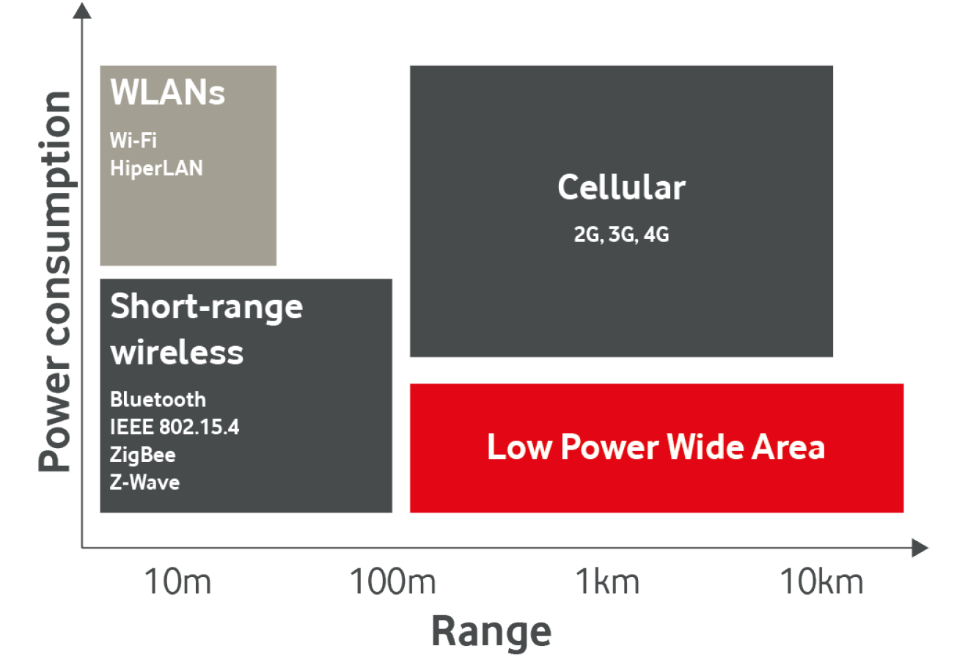 Power consumption
WLANs
Wi-Fi
HiperLAN
Cellular
2G, 3G, 4G
Short-range
wireless
Bluetooth
IEEE 802.15.4
ZigBee
Z-Wave
Low Power Wide Area
10m 100m 1km 10km
Range